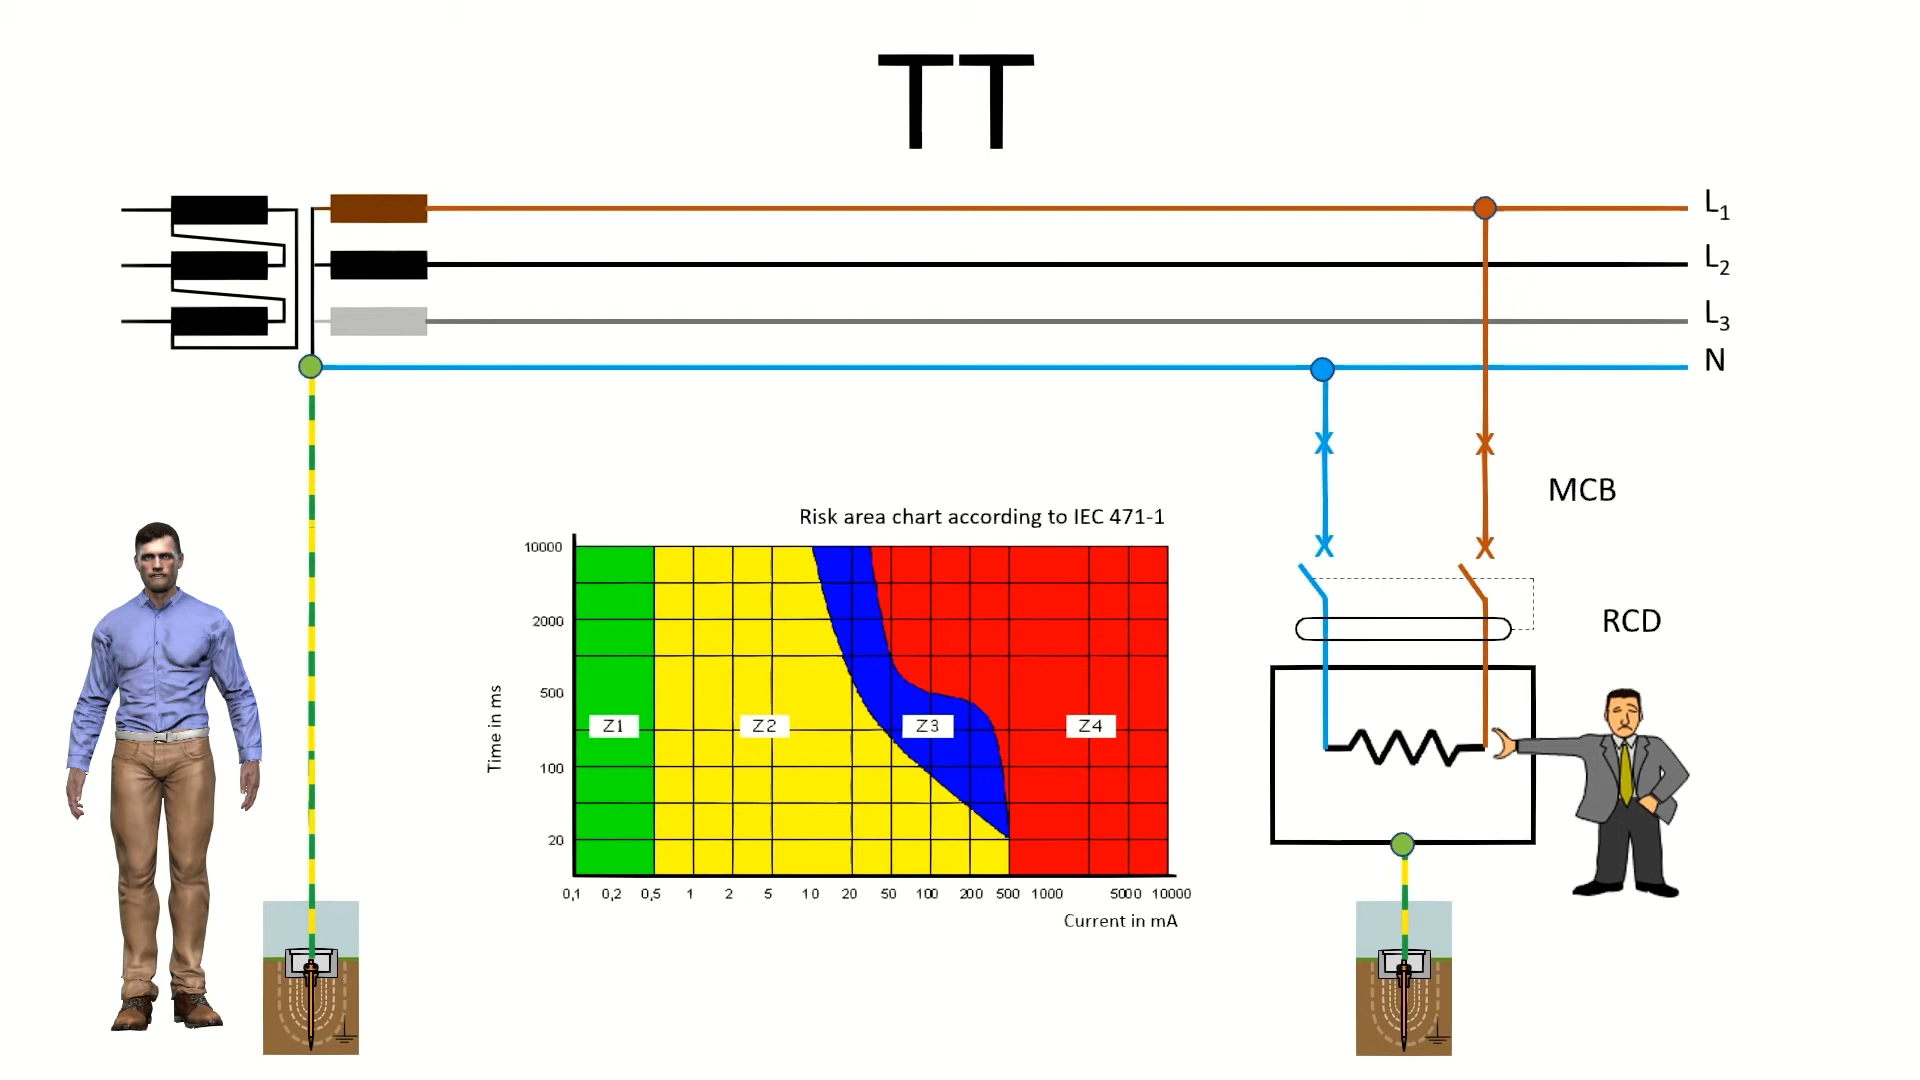 TT
L1
L2
L3
N
MCB
Risk area chart according to IEC 471-1
10000
2000
RCD
500
Z1 Z2 Z3 Z4
Time in ms
100
20
0,1 0,2 0,5 1 2 5 10 20 50 100 200 500 1000 5000 10000
Current in mA